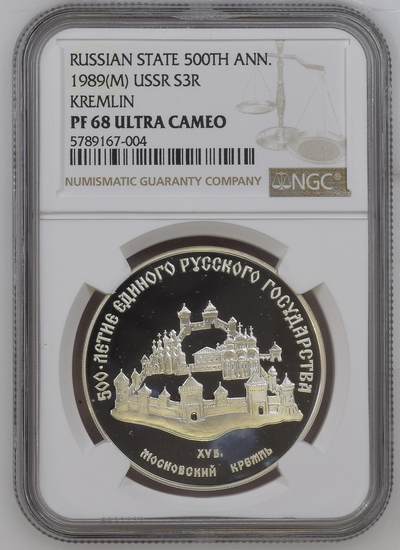 RUSSIAN STATE 500TH ANN.
1989(M) USSR S3R
KREMLIN
PF 68 ULTRA CAMEO
5789167-004
NUMISMATIC GUARANTY COMPANY
NGC®
500-ЛЕТИЕ ЕДИНОГО РУССКОГО ГОСУДАРСТВА
XVв.
МОСКОВСКИЙ КРЕМЛЬ